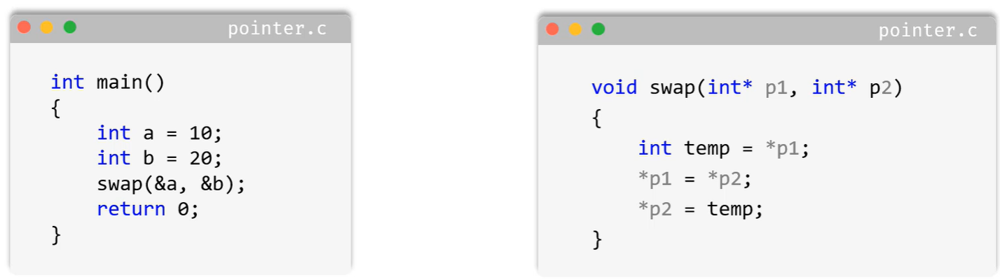 pointer.c
int main()
{
    int a = 10;
    int b = 20;
    swap(&a, &b);
    return 0;
}
pointer.c
void swap(int* p1, int* p2)
{
    int temp = *p1;
    *p1 = *p2;
    *p2 = temp;
}